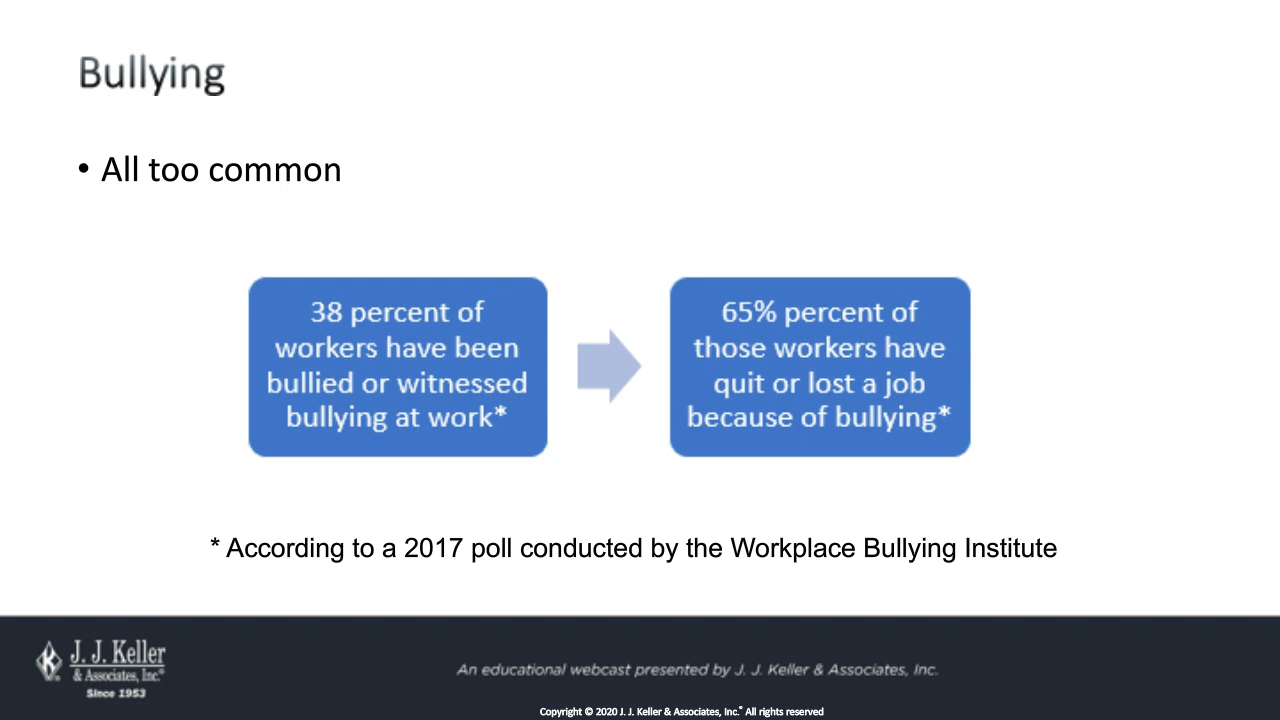 Bullying
• All too common
38 percent of
workers have been
bullied or witnessed
bullying at work*
65% percent of
those workers have
quit or lost a job
because of bullying*
* According to a 2017 poll conducted by the Workplace Bullying Institute
J. J. Keller
& Associates, Inc.®
Since 1953
An educational webcast presented by J. J. Keller & Associates, Inc.
Copyright © 2020 J. J. Keller & Associates, Inc.® All rights reserved